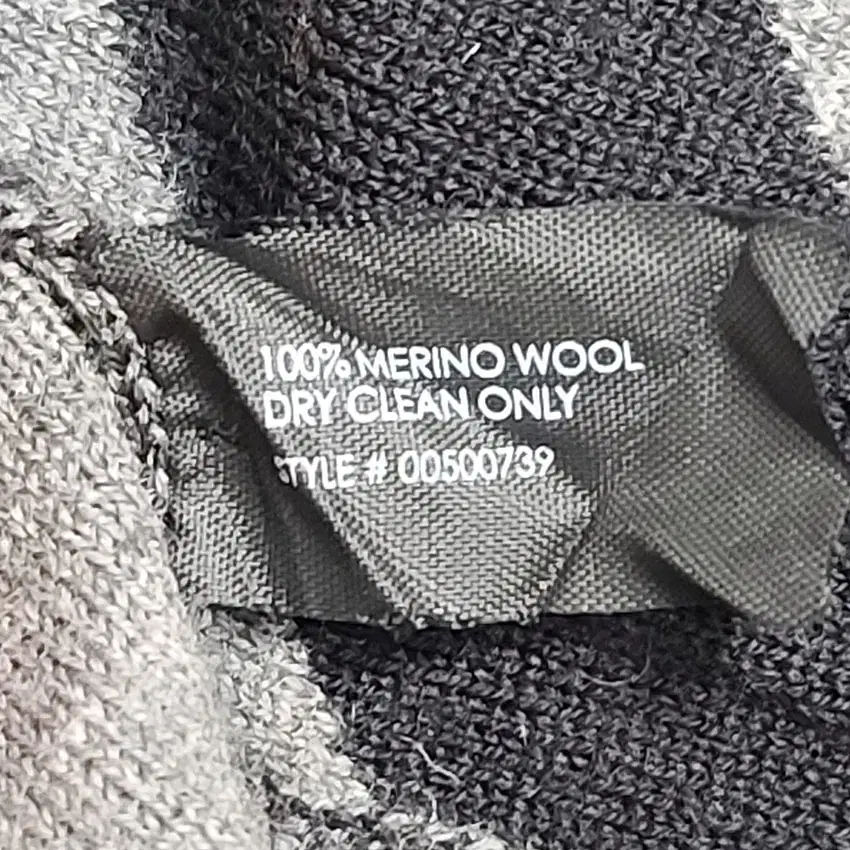 100% MERINO WOOL
DRY CLEAN ONLY
STYLE # 00500739